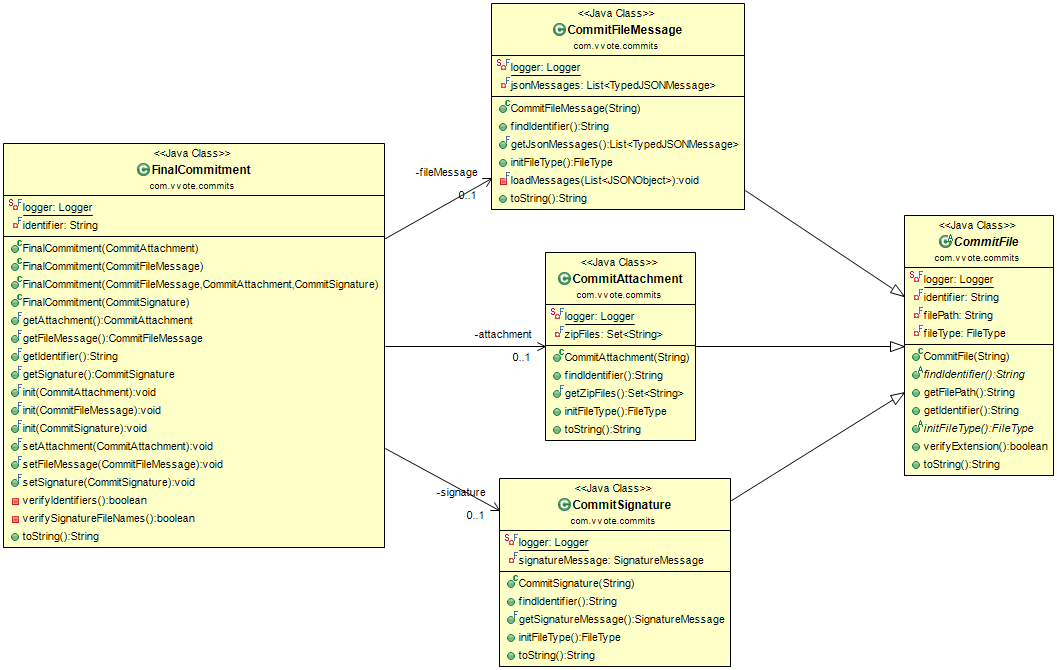 <<Java Class>>
CommitFileMessage
com.vvote.commits
logger: Logger
jsonMessages: List<TypedJSONMessage>
CommitFileMessage(String)
findIdentifier():String
getJsonMessages():List<TypedJSONMessage>
initFileType():FileType
loadMessages(List<JSONObject>):void
toString():String
<<Java Class>>
FinalCommitment
com.vvote.commits
logger: Logger
identifier: String
FinalCommitment(CommitAttachment)
FinalCommitment(CommitFileMessage)
FinalCommitment(CommitFileMessage,CommitAttachment,CommitSignature)
FinalCommitment(CommitSignature)
getAttachment():CommitAttachment
getFileMessage():CommitFileMessage
getIdentifier():String
getSignature():CommitSignature
init(CommitAttachment):void
init(CommitFileMessage):void
init(CommitSignature):void
setAttachment(CommitAttachment):void
setFileMessage(CommitFileMessage):void
setSignature(CommitSignature):void
verifyIdentifiers():boolean
verifySignatureFileNames():boolean
toString():String
-fileMessage
0..1
-attachment
0..1
-signature
0..1
<<Java Class>>
CommitAttachment
com.vvote.commits
logger: Logger
zipFiles: Set<String>
CommitAttachment(String)
findIdentifier():String
getZipFiles():Set<String>
initFileType():FileType
toString():String
<<Java Class>>
CommitSignature
com.vvote.commits
logger: Logger
signatureMessage: SignatureMessage
CommitSignature(String)
findIdentifier():String
getSignatureMessage():SignatureMessage
initFileType():FileType
toString():String
<<Java Class>>
CommitFile
com.vvote.commits
logger: Logger
identifier: String
filePath: String
fileType: FileType
CommitFile(String)
findIdentifier():String
getFilePath():String
getIdentifier():String
initFileType():FileType
verifyExtension():boolean
toString():String